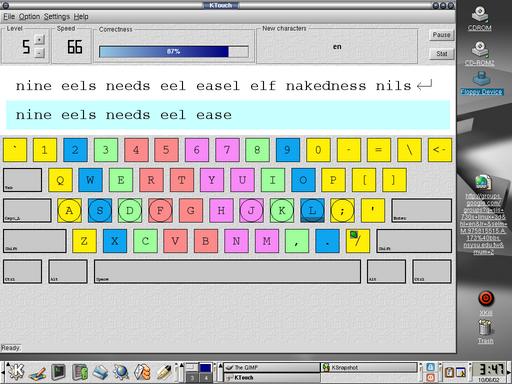 KTouch
File Option Settings Help
Level
5
Speed
66
Correctness
87%
New characters
en
Pause
Stat
nine eels needs eel easel elf nakedness nils
nine eels needs eel ease
` 1 2 3 4 5 6 7 8 9 0 - = \ <-
Tab Q W E R T Y U I O P [ ]
A S D F G H J K L ; ' Enter
Shift Z X C V B N M , . / Shift
Ctrl Alt Space Alt Ctrl
Ready.
CDROM
CD-ROM2
Floppy Device
XKill
Trash
The GIMP
KSnapshot
KTouch
3 4
3:47
10/06/02